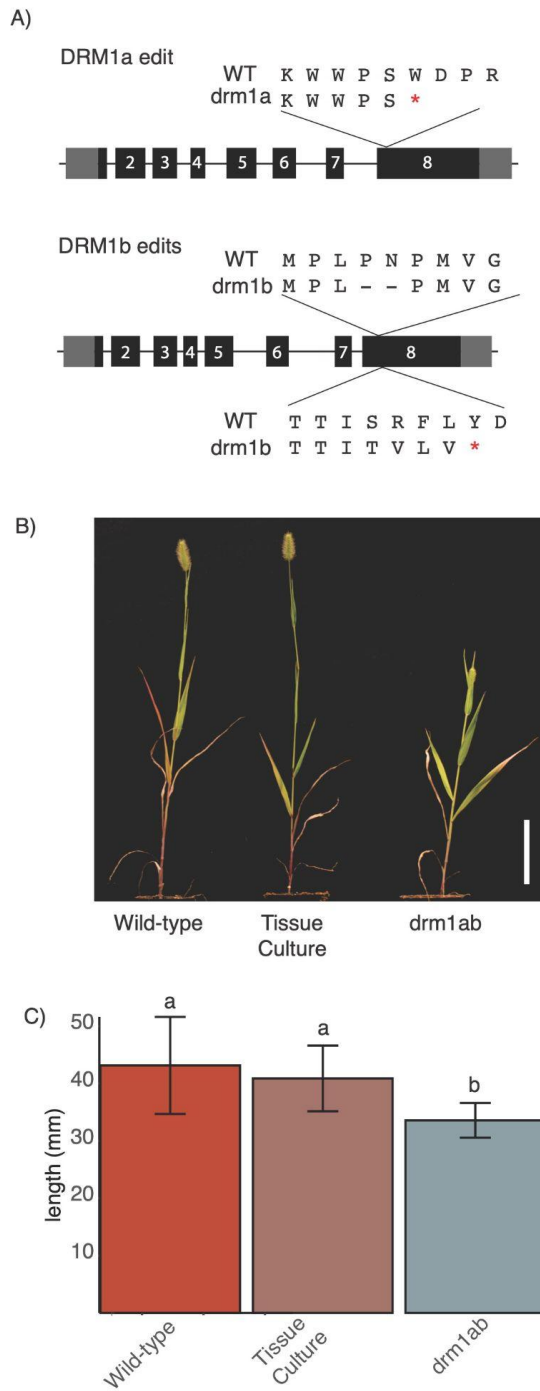 A)
DRM1a edit
WT K W W P S W D P R
drm1a K W W P S *
2 3 4 5 6 7 8
DRM1b edits
WT M P L P N P M V G
drm1b M P L – – P M V G
2 3 4 5 6 7 8
WT T T I S R F L Y D
drm1b T T I T V L V *
B)
Wild-type
Tissue
Culture
drm1ab
C)
a
a
b
50
40
30
20
10
length (mm)
Wild-type
Tissue
Culture
drm1ab